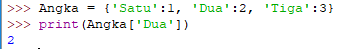 >>> Angka = {'Satu':1, 'Dua':2, 'Tiga':3}
>>> print(Angka['Dua'])
2